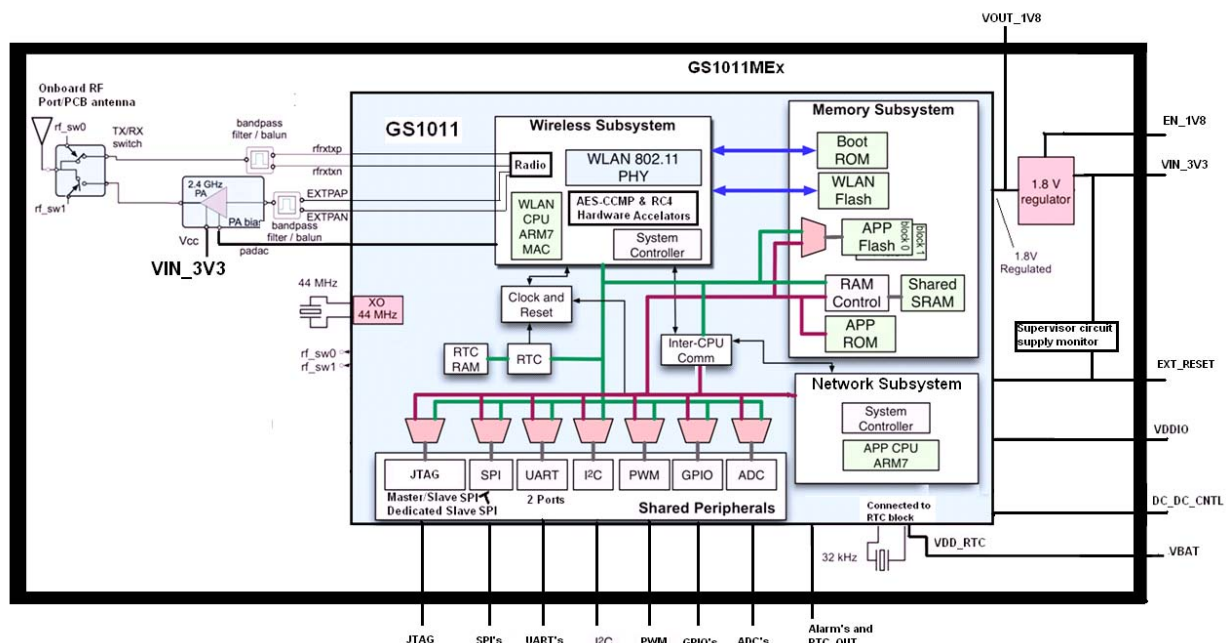 VOUT_1V8
GS1011MEx
Onboard RF
Port/PCB antenna
rf_sw0
TX/RX
switch
bandpass
filter / balun
rfrxtxp
rfrxtxn
rf_sw1
2.4 GHz
PA
PA bias
EXTPAP
EXTPAN
bandpass
filter / balun
Vcc
padac
VIN_3V3
44 MHz
XO
44 MHz
rf_sw0
rf_sw1
GS1011
Wireless Subsystem
Radio
WLAN 802.11
PHY
WLAN
CPU
ARM7
MAC
AES-CCMP & RC4
Hardware Accelators
System
Controller
Clock and
Reset
RTC
RAM
RTC
Inter-CPU
Comm
Memory Subsystem
Boot
ROM
WLAN
Flash
APP
Flash
block 0
block 1
RAM
Control
Shared
SRAM
APP
ROM
Network Subsystem
System
Controller
APP CPU
ARM7
JTAG
SPI
UART
I²C
PWM
GPIO
ADC
Master/Slave SPI
Dedicated Slave SPI
2 Ports
Shared Peripherals
Connected to
RTC block
32 kHz
VDD_RTC
EN_1V8
VIN_3V3
1.8 V
regulator
1.8V
Regulated
Supervisor circuit
supply monitor
EXT_RESET
VDDIO
DC_DC_CNTL
VBAT
JTAG
SPI's
UART's
I²C
PWM
GPIO's
ADC's
Alarm's and
RTC_OUT